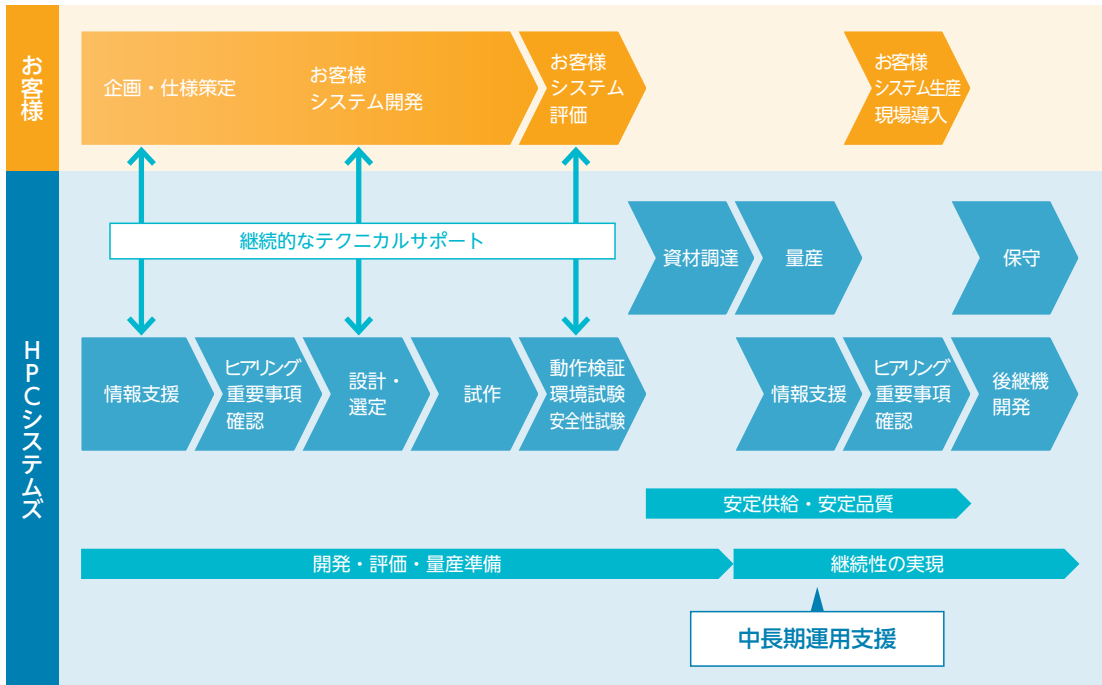 お客様
企画・仕様策定
お客様
システム開発
お客様
システム
評価
お客様
システム生産
現場導入
継続的なテクニカルサポート
HPCシステムズ
資材調達
量産
保守
情報支援
ヒアリング
重要事項
確認
設計・
選定
試作
動作検証
環境試験
安全性試験
情報支援
ヒアリング
重要事項
確認
後継機
開発
安定供給・安定品質
開発・評価・量産準備
継続性の実現
中長期運用支援